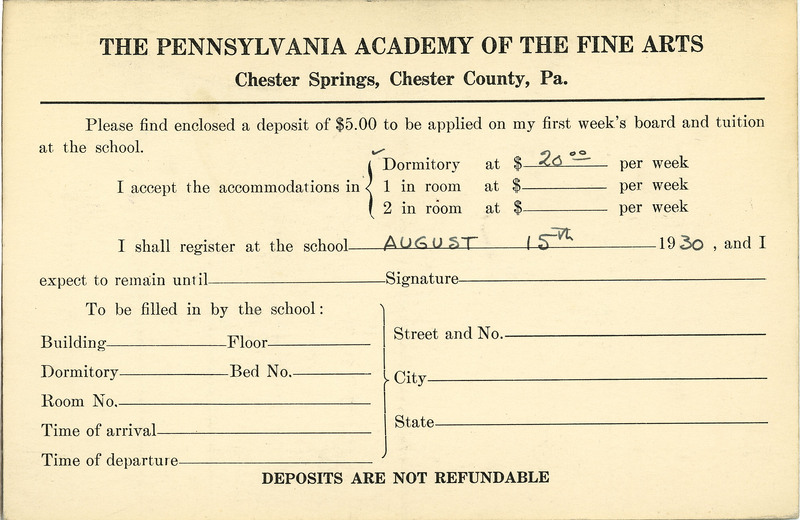 THE PENNSYLVANIA ACADEMY OF THE FINE ARTS
Chester Springs, Chester County, Pa.
Please find enclosed a deposit of $5.00 to be applied on my first week's board and tuition
at the school.
✓ Dormitory at $ 20 00 per week
I accept the accommodations in 1 in room at $ per week
2 in room at $ per week
I shall register at the school AUGUST 15th 1930, and I
expect to remain until Signature
To be filled in by the school:
Street and No.
Building Floor
Dormitory Bed No.
City
Room No.
State
Time of arrival
Time of departure
DEPOSITS ARE NOT REFUNDABLE